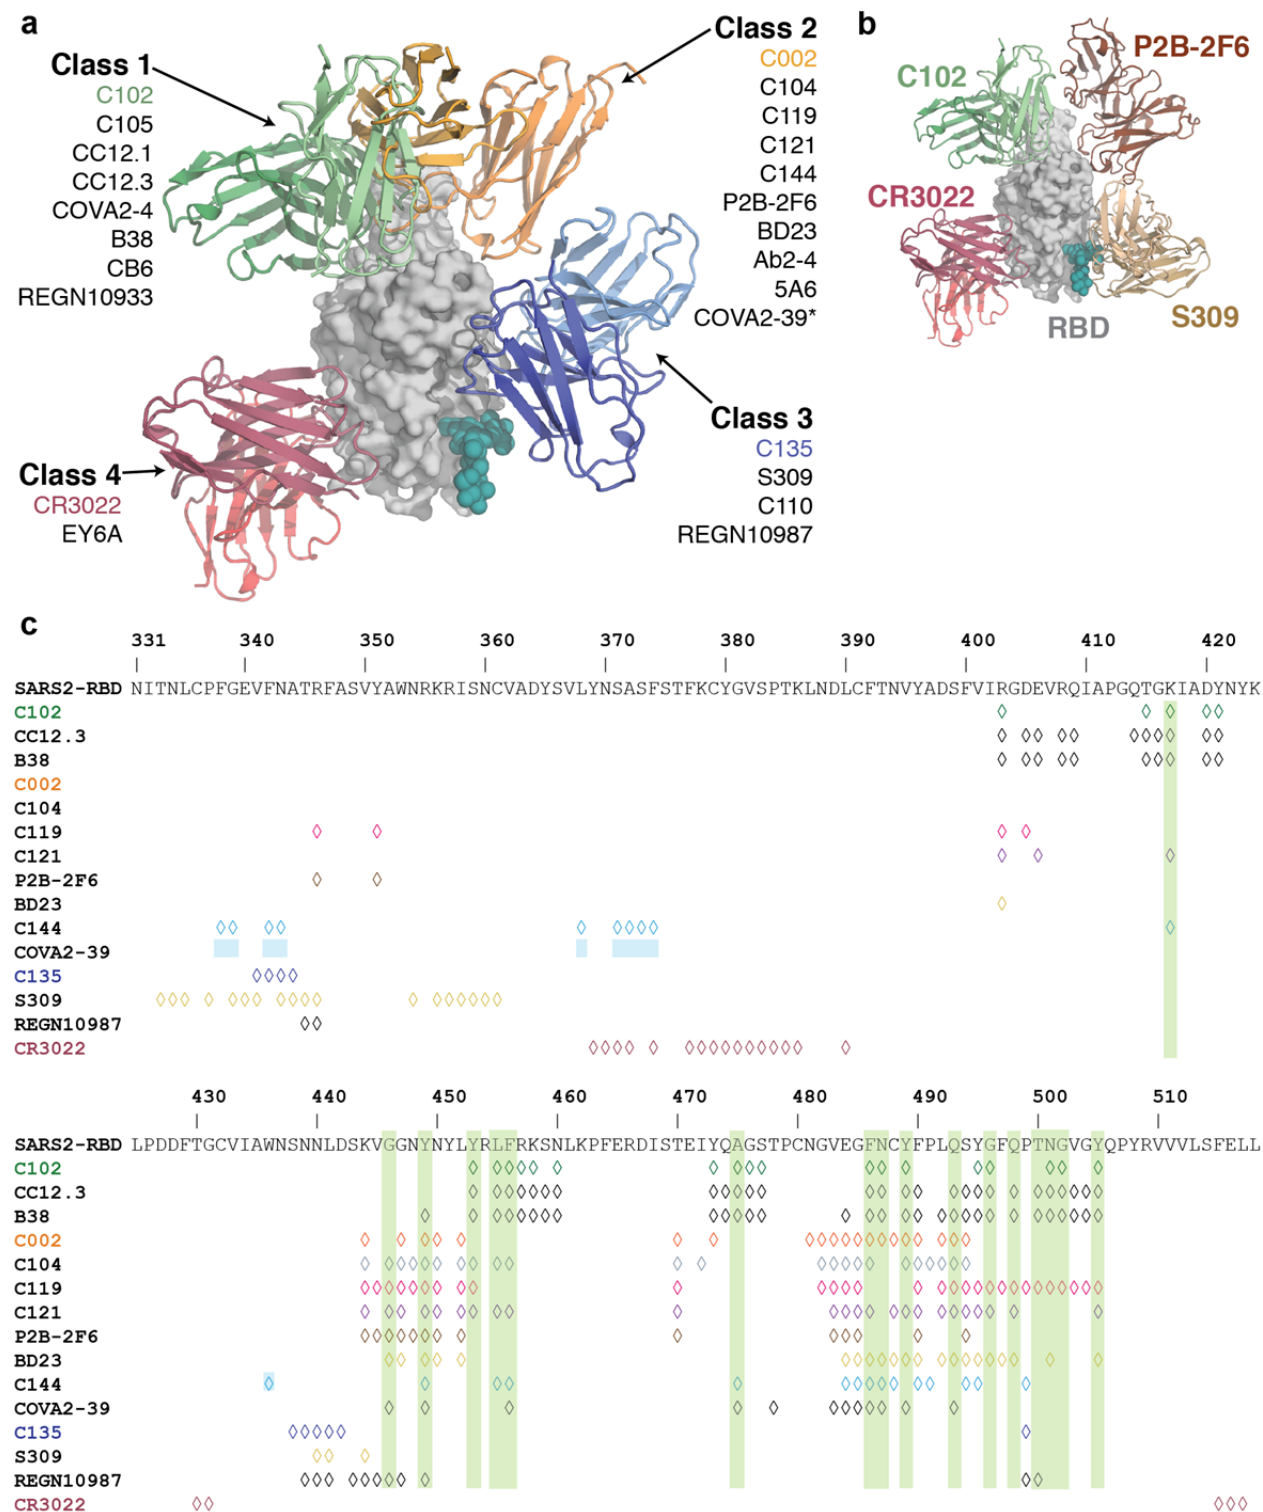 a
Class 1
C102
C105
CC12.1
CC12.3
COVA2-4
B38
CB6
REGN10933
Class 2
C002
C104
C119
C121
C144
P2B-2F6
BD23
Ab2-4
5A6
COVA2-39*
Class 3
C135
S309
C110
REGN10987
Class 4
CR3022
EY6A
b
C102
P2B-2F6
CR3022
RBD
S309
c
331 340 350 360 370 380 390 400 410 420
SARS2-RBD NITNLCPFGEVFNATRFASVYAWNRKRISNCVADYSVLYNSASFSTFKCYGVSPTKLNDLCFTNVYADSFVIRGDEVRQIAPGQTGKIADYNYK
C102
CC12.3
B38
C002
C104
C119
C121
P2B-2F6
BD23
C144
COVA2-39
C135
S309
REGN10987
CR3022
430 440 450 460 470 480 490 500 510
SARS2-RBD LPDDFTGCVIAWNSNNLDSKVGGNYNYLYRLFRKSNLKPFERDISTEIYQAGSTPCNGVEGFNCYFPLQSYGFQPTNGVGYQPYRVVVLSFELL
C102
CC12.3
B38
C002
C104
C119
C121
P2B-2F6
BD23
C144
COVA2-39
C135
S309
REGN10987
CR3022